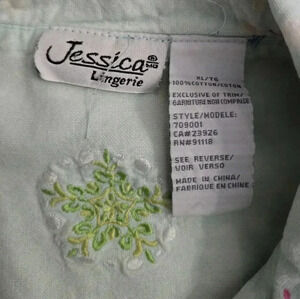 Jessica®
Lingerie
XL/TG
100%COTTON/COTON
EXCLUSIVE OF TRIM/
GARNITURE NON COMPRISE
STYLE/MODELE:
709001
CA#23926
RN#91118
SEE REVERSE/
VOIR VERSO
MADE IN CHINA/
FABRIQUE EN CHINE